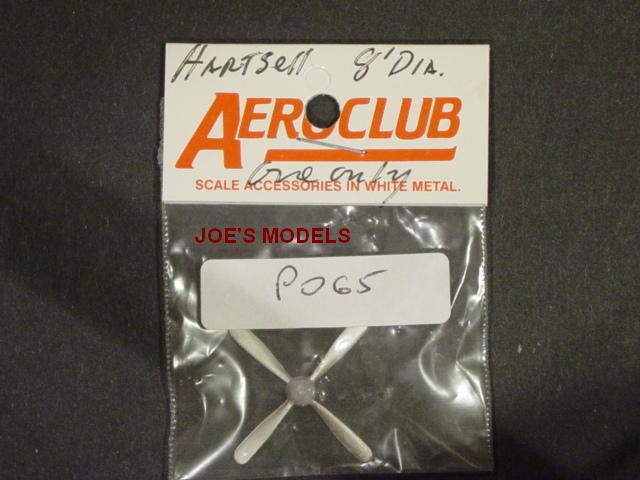 HARTSell 8' DIA.
AEROCLUB
One only
SCALE ACCESSORIES IN WHITE METAL.
JOE'S MODELS
P065